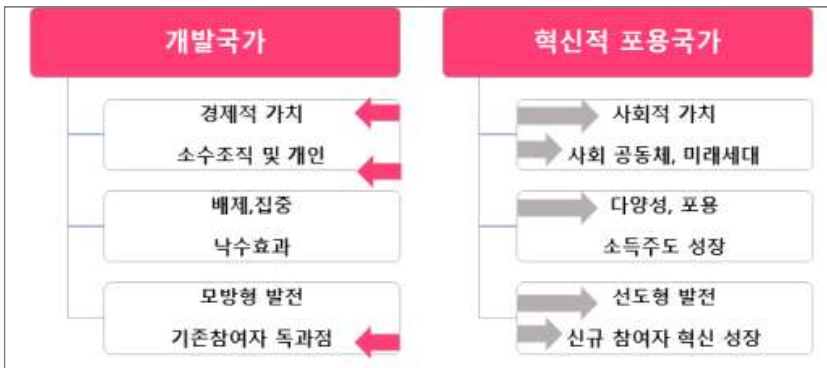 개발국가
경제적 가치
소수조직 및 개인
배제,집중
낙수효과
모방형 발전
기존참여자 독과점
혁신적 포용국가
사회적 가치
사회 공동체, 미래세대
다양성, 포용
소득주도 성장
선도형 발전
신규 참여자 혁신 성장